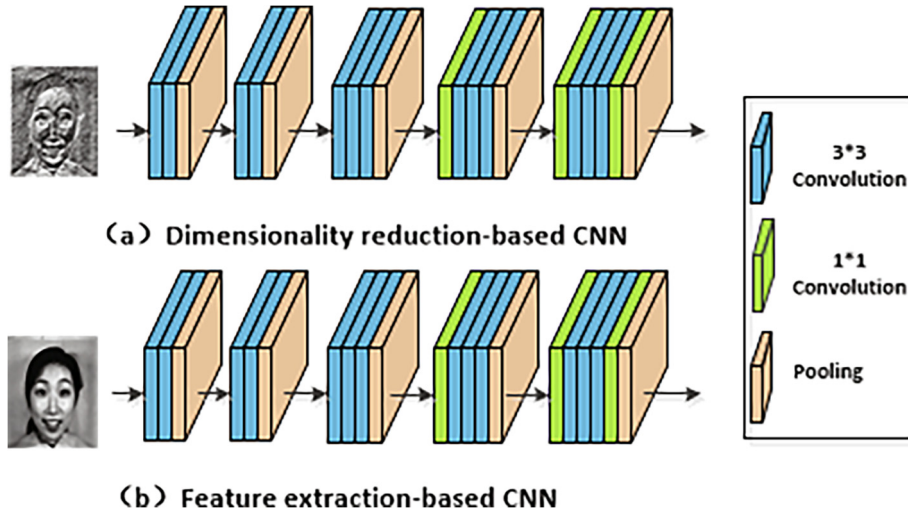 3*3
Convolution
(a) Dimensionality reduction-based CNN
1*1
Convolution
Pooling
(b) Feature extraction-based CNN